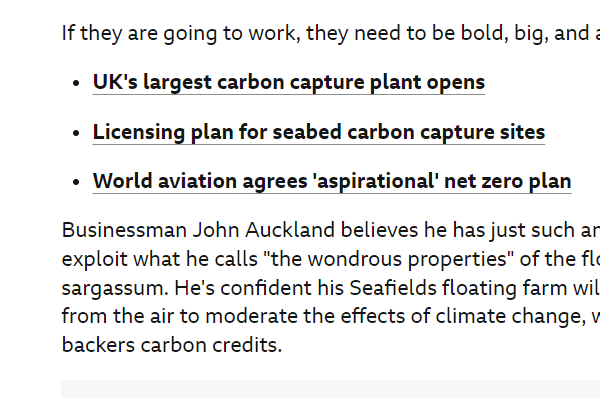 If they are going to work, they need to be bold, big, and
UK's largest carbon capture plant opens
Licensing plan for seabed carbon capture sites
World aviation agrees 'aspirational' net zero plan
Businessman John Auckland believes he has just such
exploit what he calls "the wondrous properties" of the
sargassum. He's confident his Seafields floating farm
from the air to moderate the effects of climate change,
backers carbon credits.